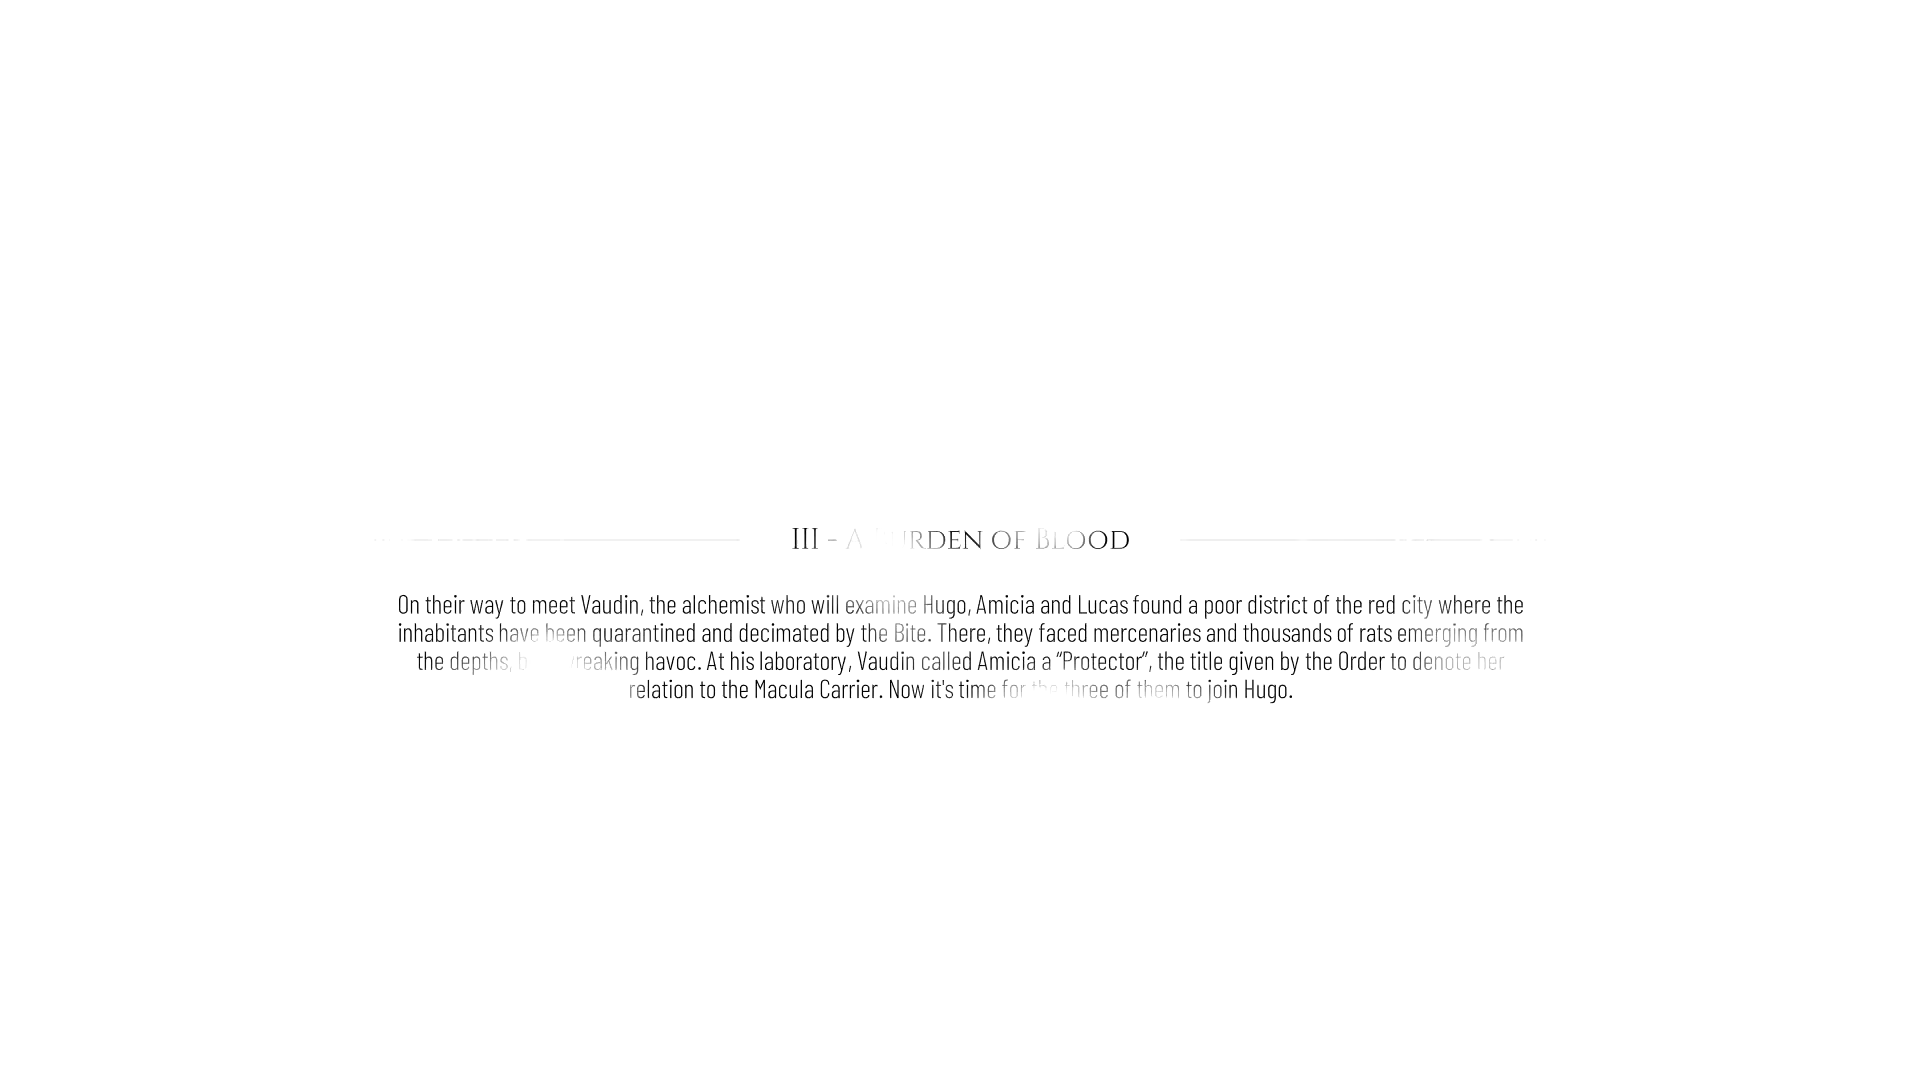 III - A BURDEN OF BLOOD
On their way to meet Vaudin, the alchemist who will examine Hugo, Amicia and Lucas found a poor district of the red city where the
inhabitants have been quarantined and decimated by the Bite. There, they faced mercenaries and thousands of rats emerging from
the depths, wreaking havoc. At his laboratory, Vaudin called Amicia a “Protector”, the title given by the Order to denote her
relation to the Macula Carrier. Now it's time for the three of them to join Hugo.